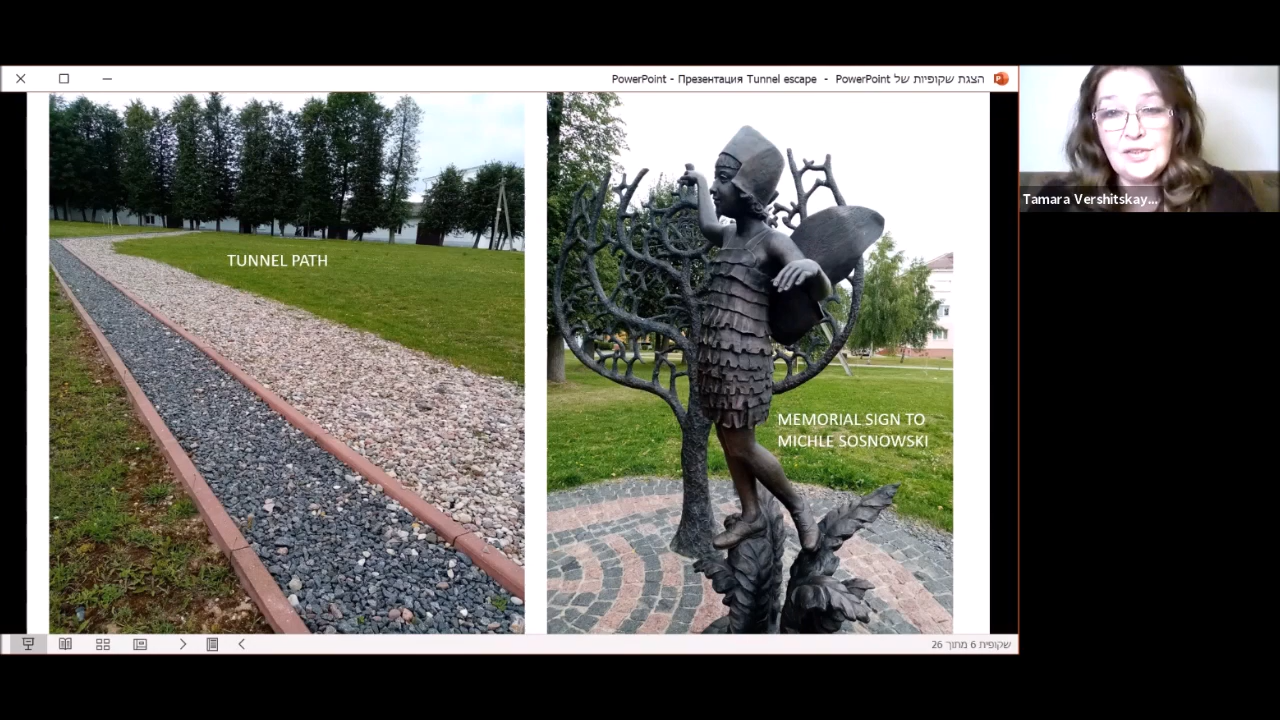 PowerPoint - Презентация Tunnel escape - PowerPoint הצגת שקופיות של
Tamara Vershitskay...
TUNNEL PATH
MEMORIAL SIGN TO
MICHLE SOSNOWSKI
שקופית 6 מתוך 26